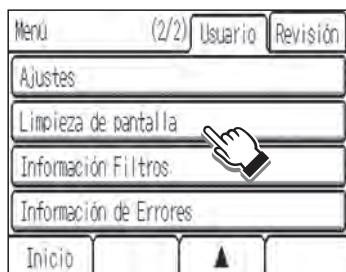 Menú (2/2) Usuario Revisión
Ajustes
Limpieza de pantalla
Información Filtros
Información de Errores
Inicio ▲